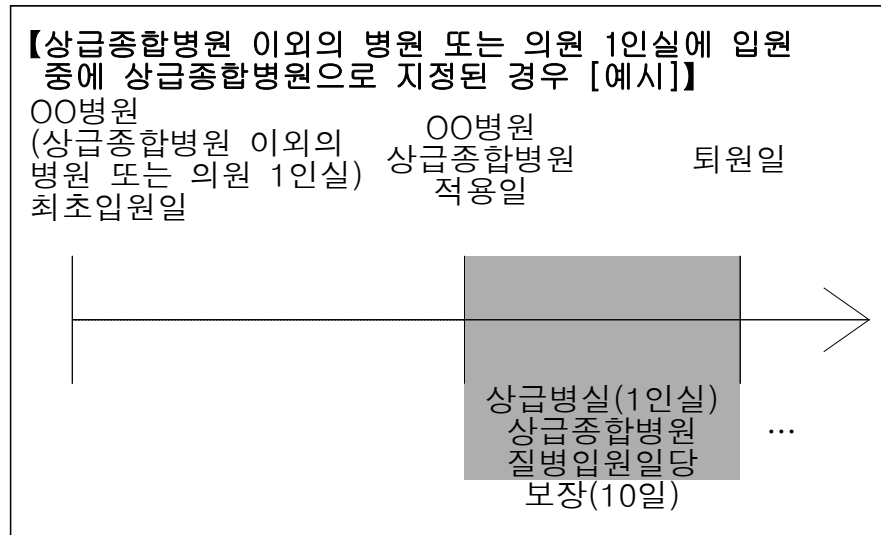 【상급종합병원 이외의 병원 또는 의원 1인실에 입원
중에 상급종합병원으로 지정된 경우 [예시]】
OO병원
(상급종합병원 이외의
병원 또는 의원 1인실)
최초입원일
OO병원
상급종합병원
적용일
퇴원일
상급병실(1인실)
상급종합병원
질병입원일당
보장(10일)
…